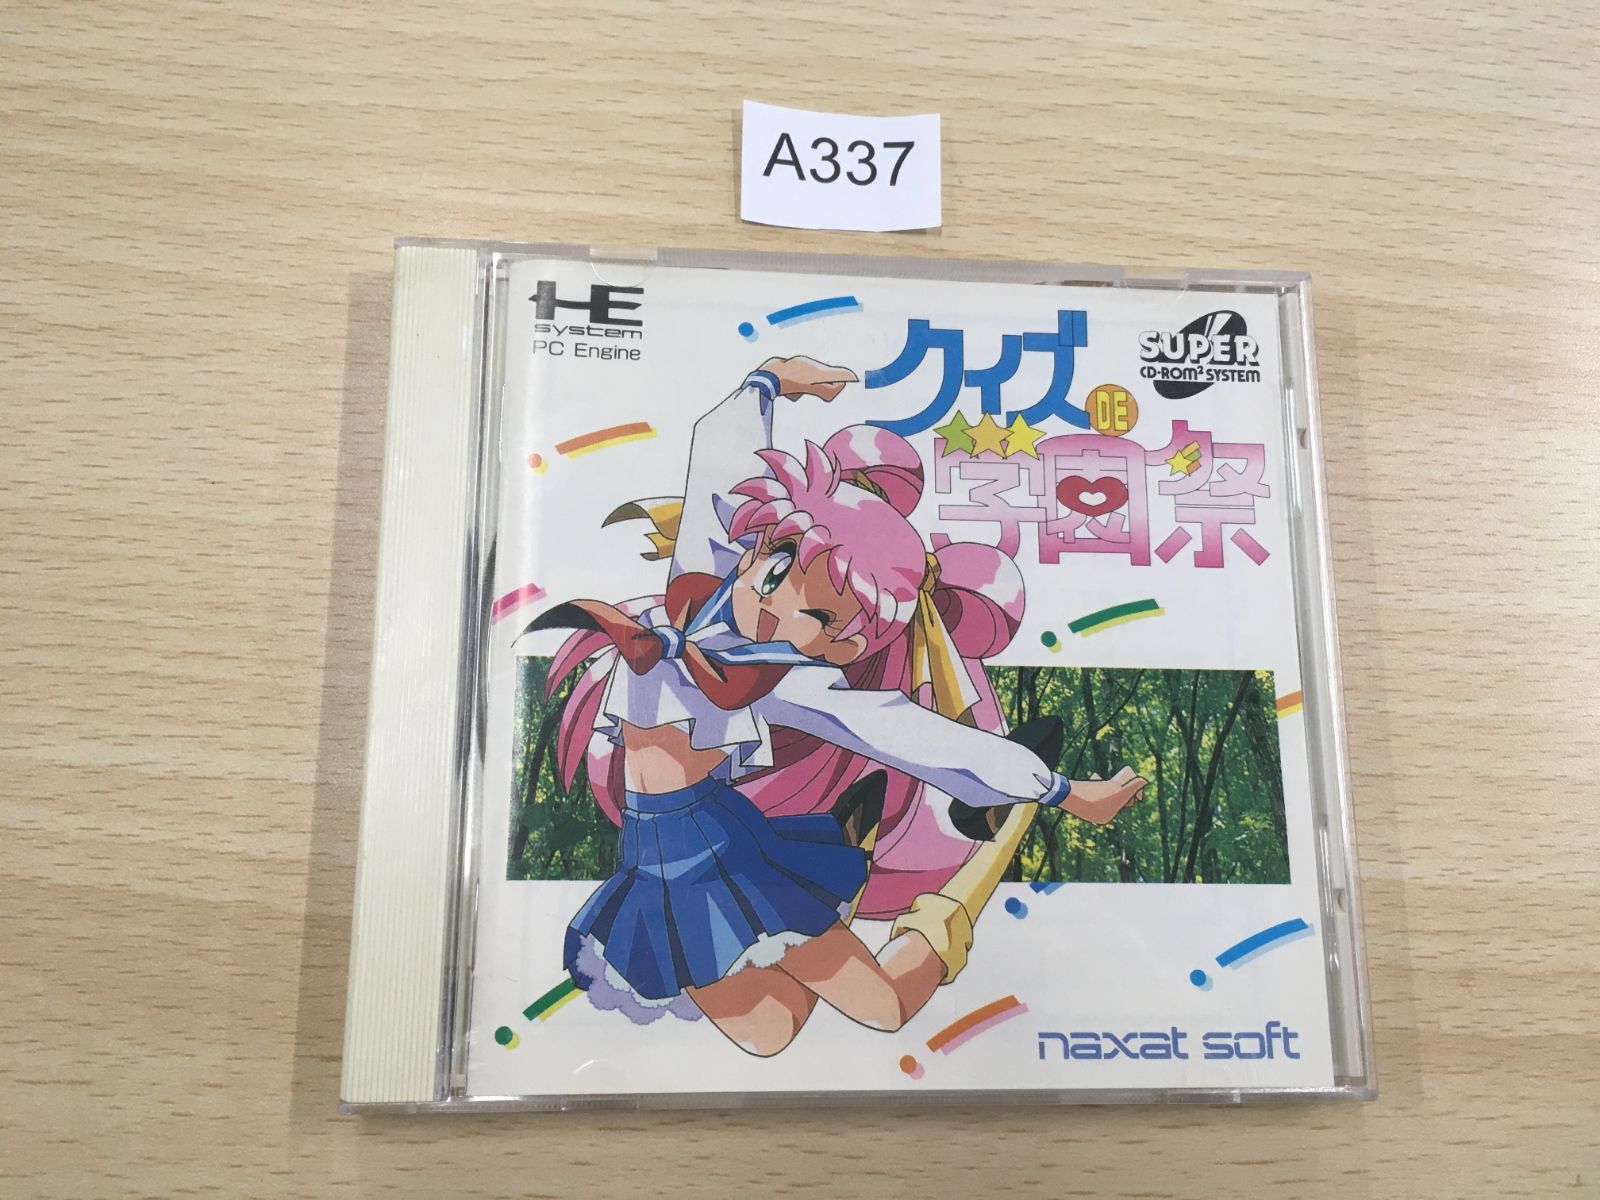 A337
HE
system
PC Engine
クイズ
DE
学園祭
SUPER
CD-ROM² SYSTEM
naxat soft